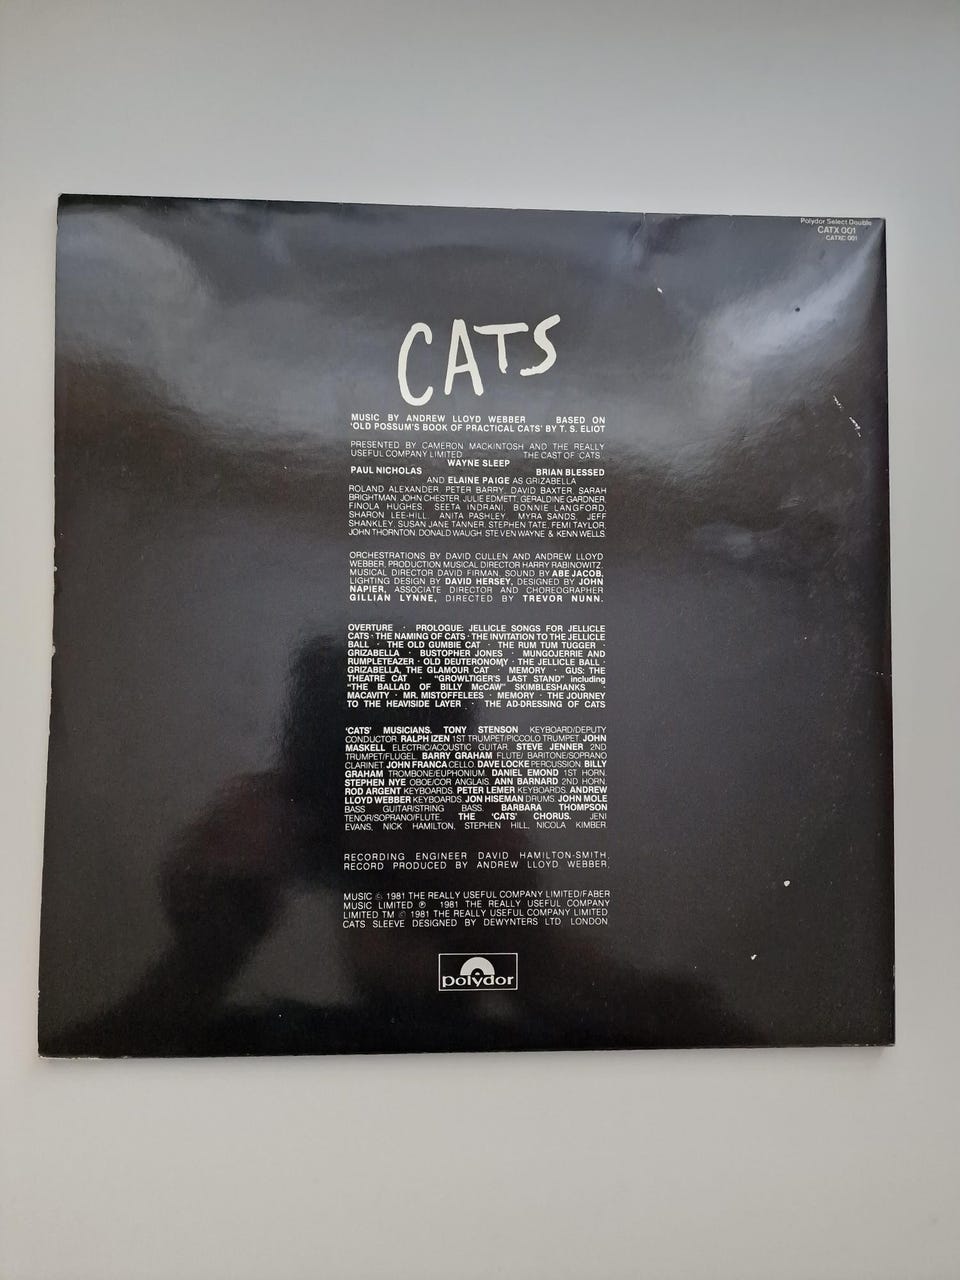 Polydor Select Double
CATX 001
CATXC 001
CATS
MUSIC BY ANDREW LLOYD WEBBER BASED ON
'OLD POSSUM'S BOOK OF PRACTICAL CATS' BY T. S. ELIOT
PRESENTED BY CAMERON MACKINTOSH AND THE REALLY
USEFUL COMPANY LIMITED THE CAST OF 'CATS'
WAYNE SLEEP
PAUL NICHOLAS BRIAN BLESSED
AND ELAINE PAIGE AS GRIZABELLA
ROLAND ALEXANDER, PETER BARRY, DAVID BAXTER, SARAH
BRIGHTMAN, JOHN CHESTER, JULIE EDMETT, GERALDINE GARDNER,
FINOLA HUGHES, SEETA INDRANI, BONNIE LANGFORD,
SHARON LEE-HILL, ANITA PASHLEY, MYRA SANDS, JEFF
SHANKLEY, SUSAN JANE TANNER, STEPHEN TATE, FEMI TAYLOR,
JOHN THORNTON, DONALD WAUGH, STEVEN WAYNE & KENN WELLS.
ORCHESTRATIONS BY DAVID CULLEN AND ANDREW LLOYD
WEBBER, PRODUCTION MUSICAL DIRECTOR HARRY RABINOWITZ,
MUSICAL DIRECTOR DAVID FIRMAN, SOUND BY ABE JACOB,
LIGHTING DESIGN BY DAVID HERSEY, DESIGNED BY JOHN
NAPIER, ASSOCIATE DIRECTOR AND CHOREOGRAPHER
GILLIAN LYNNE, DIRECTED BY TREVOR NUNN.
OVERTURE · PROLOGUE: JELLICLE SONGS FOR JELLICLE
CATS · THE NAMING OF CATS · THE INVITATION TO THE JELLICLE
BALL · THE OLD GUMBIE CAT · THE RUM TUM TUGGER ·
GRIZABELLA · BUSTOPHER JONES · MUNGOJERRIE AND
RUMPLETEAZER · OLD DEUTERONOMY · THE JELLICLE BALL ·
GRIZABELLA, THE GLAMOUR CAT · MEMORY · GUS: THE
THEATRE CAT · "GROWLTIGER'S LAST STAND" including
"THE BALLAD OF BILLY McCAW" SKIMBLESHANKS ·
MACAVITY · MR. MISTOFFELEES · MEMORY · THE JOURNEY
TO THE HEAVISIDE LAYER · THE AD-DRESSING OF CATS
'CATS' MUSICIANS. TONY STENSON KEYBOARD/DEPUTY
CONDUCTOR. RALPH IZEN 1ST TRUMPET/PICCOLO TRUMPET. JOHN
MASKELL ELECTRIC/ACOUSTIC GUITAR. STEVE JENNER 2ND
TRUMPET/FLUGEL. BARRY GRAHAM FLUTE/ BARITONE/SOPRANO
CLARINET. JOHN FRANCA CELLO. DAVE LOCKE PERCUSSION. BILLY
GRAHAM TROMBONE/EUPHONIUM. DANIEL EMOND 1ST HORN.
STEPHEN NYE OBOE/COR ANGLAIS. ANN BARNARD 2ND HORN.
ROD ARGENT KEYBOARDS. PETER LEMER KEYBOARDS. ANDREW
LLOYD WEBBER KEYBOARDS. JON HISEMAN DRUMS. JOHN MOLE
BASS GUITAR/STRING BASS. BARBARA THOMPSON
TENOR/SOPRANO/FLUTE. THE 'CATS' CHORUS. JENI
EVANS, NICK HAMILTON, STEPHEN HILL, NICOLA KIMBER.
RECORDING ENGINEER DAVID HAMILTON-SMITH,
RECORD PRODUCED BY ANDREW LLOYD WEBBER,
MUSIC © 1981 THE REALLY USEFUL COMPANY LIMITED/FABER
MUSIC LIMITED ℗ 1981 THE REALLY USEFUL COMPANY
LIMITED TM © 1981 THE REALLY USEFUL COMPANY LIMITED
CATS SLEEVE DESIGNED BY DEWYNTERS LTD LONDON
polydor